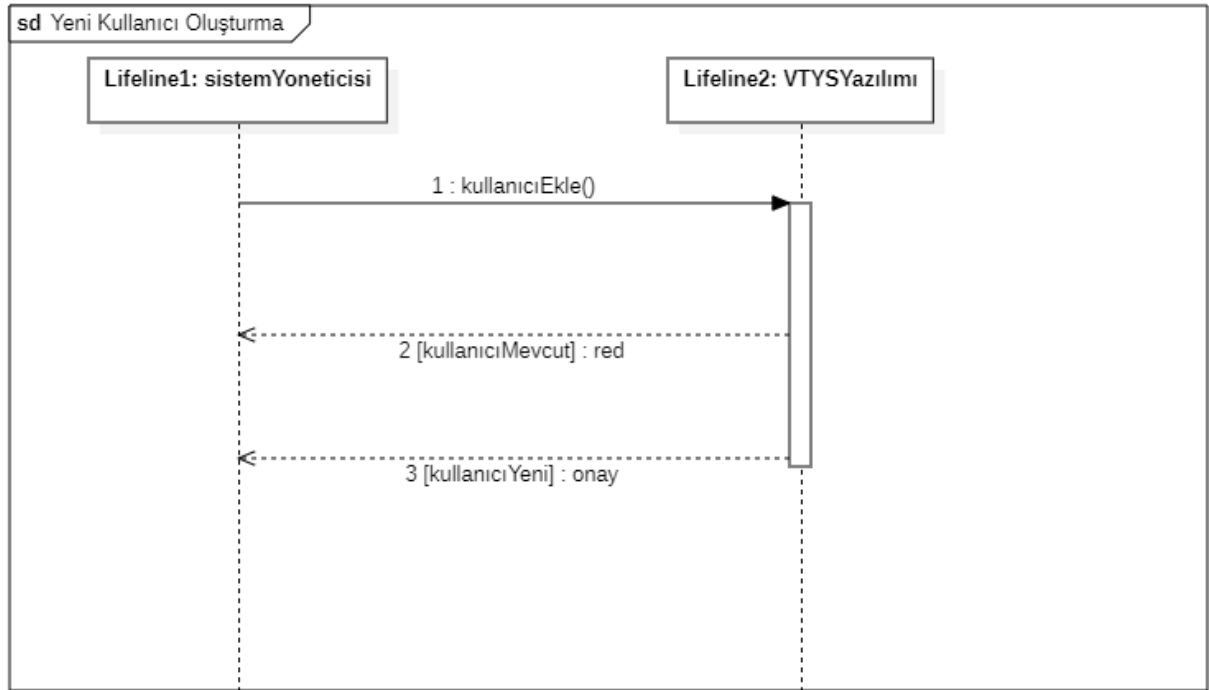 sd Yeni Kullanıcı Oluşturma
Lifeline1: sistemYoneticisi
Lifeline2: VTYSYazılımı
1 : kullanıcıEkle()
2 [kullanıcıMevcut] : red
3 [kullanıcıYeni] : onay